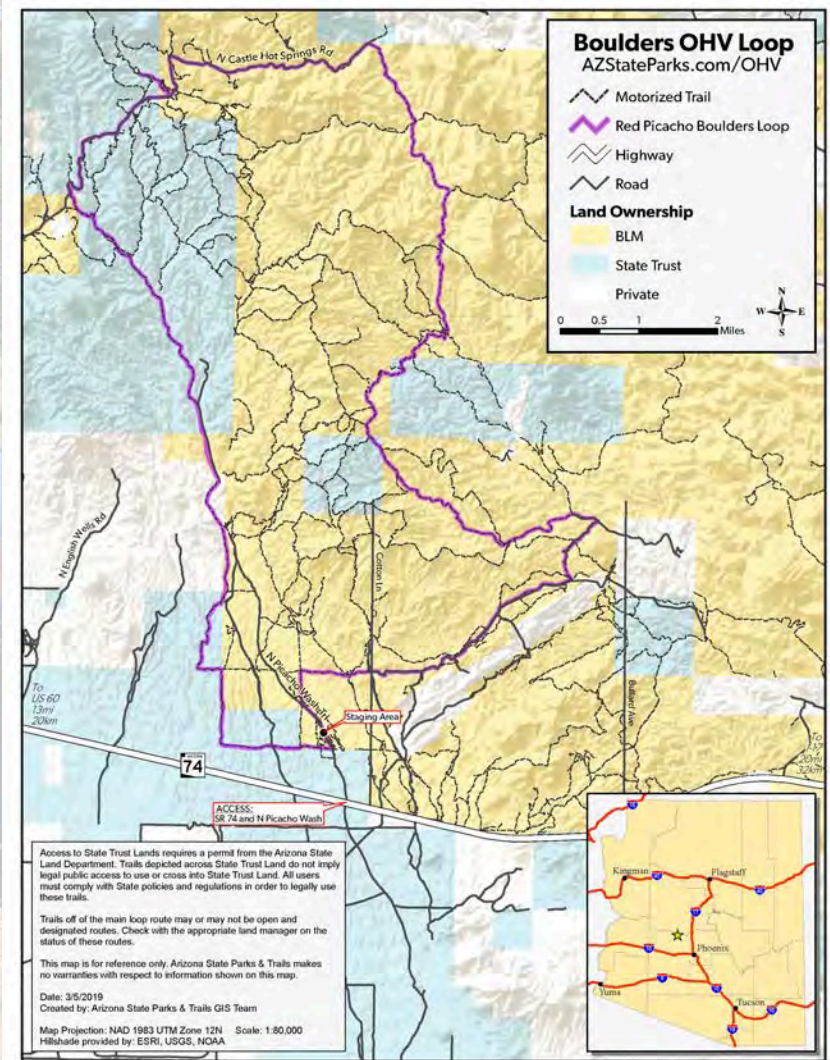 Boulders OHV Loop
AZStateParks.com/OHV
Motorized Trail
Red Picacho Boulders Loop
Highway
Road
Land Ownership
BLM
State Trust
Private
N
W E
S
0 0.5 1 2
Miles
N Castle Hot Springs Rd
N English Wells Rd
Cotton Ln
N Picacho Wash
Bullard Ave
To
US 60
13mi
20km
Staging Area
To
20mi
32km
74
ACCESS:
SR 74 and N Picacho Wash
Access to State Trust Lands requires a permit from the Arizona State
Land Department. Trails depicted across State Trust Land do not imply
legal public access to use or cross into State Trust Land. All users
must comply with State policies and regulations in order to legally use
these trails.
Trails off of the main loop route may or may not be open and
designated routes. Check with the appropriate land manager on the
status of these routes.
This map is for reference only. Arizona State Parks & Trails makes
no warranties with respect to information shown on this map.
Date: 3/5/2019
Created by: Arizona State Parks & Trails GIS Team
Map Projection: NAD 1983 UTM Zone 12N Scale: 1:80,000
Hillshade provided by: ESRI, USGS, NOAA
Kingman
Flagstaff
Phoenix
Yuma
Tucson